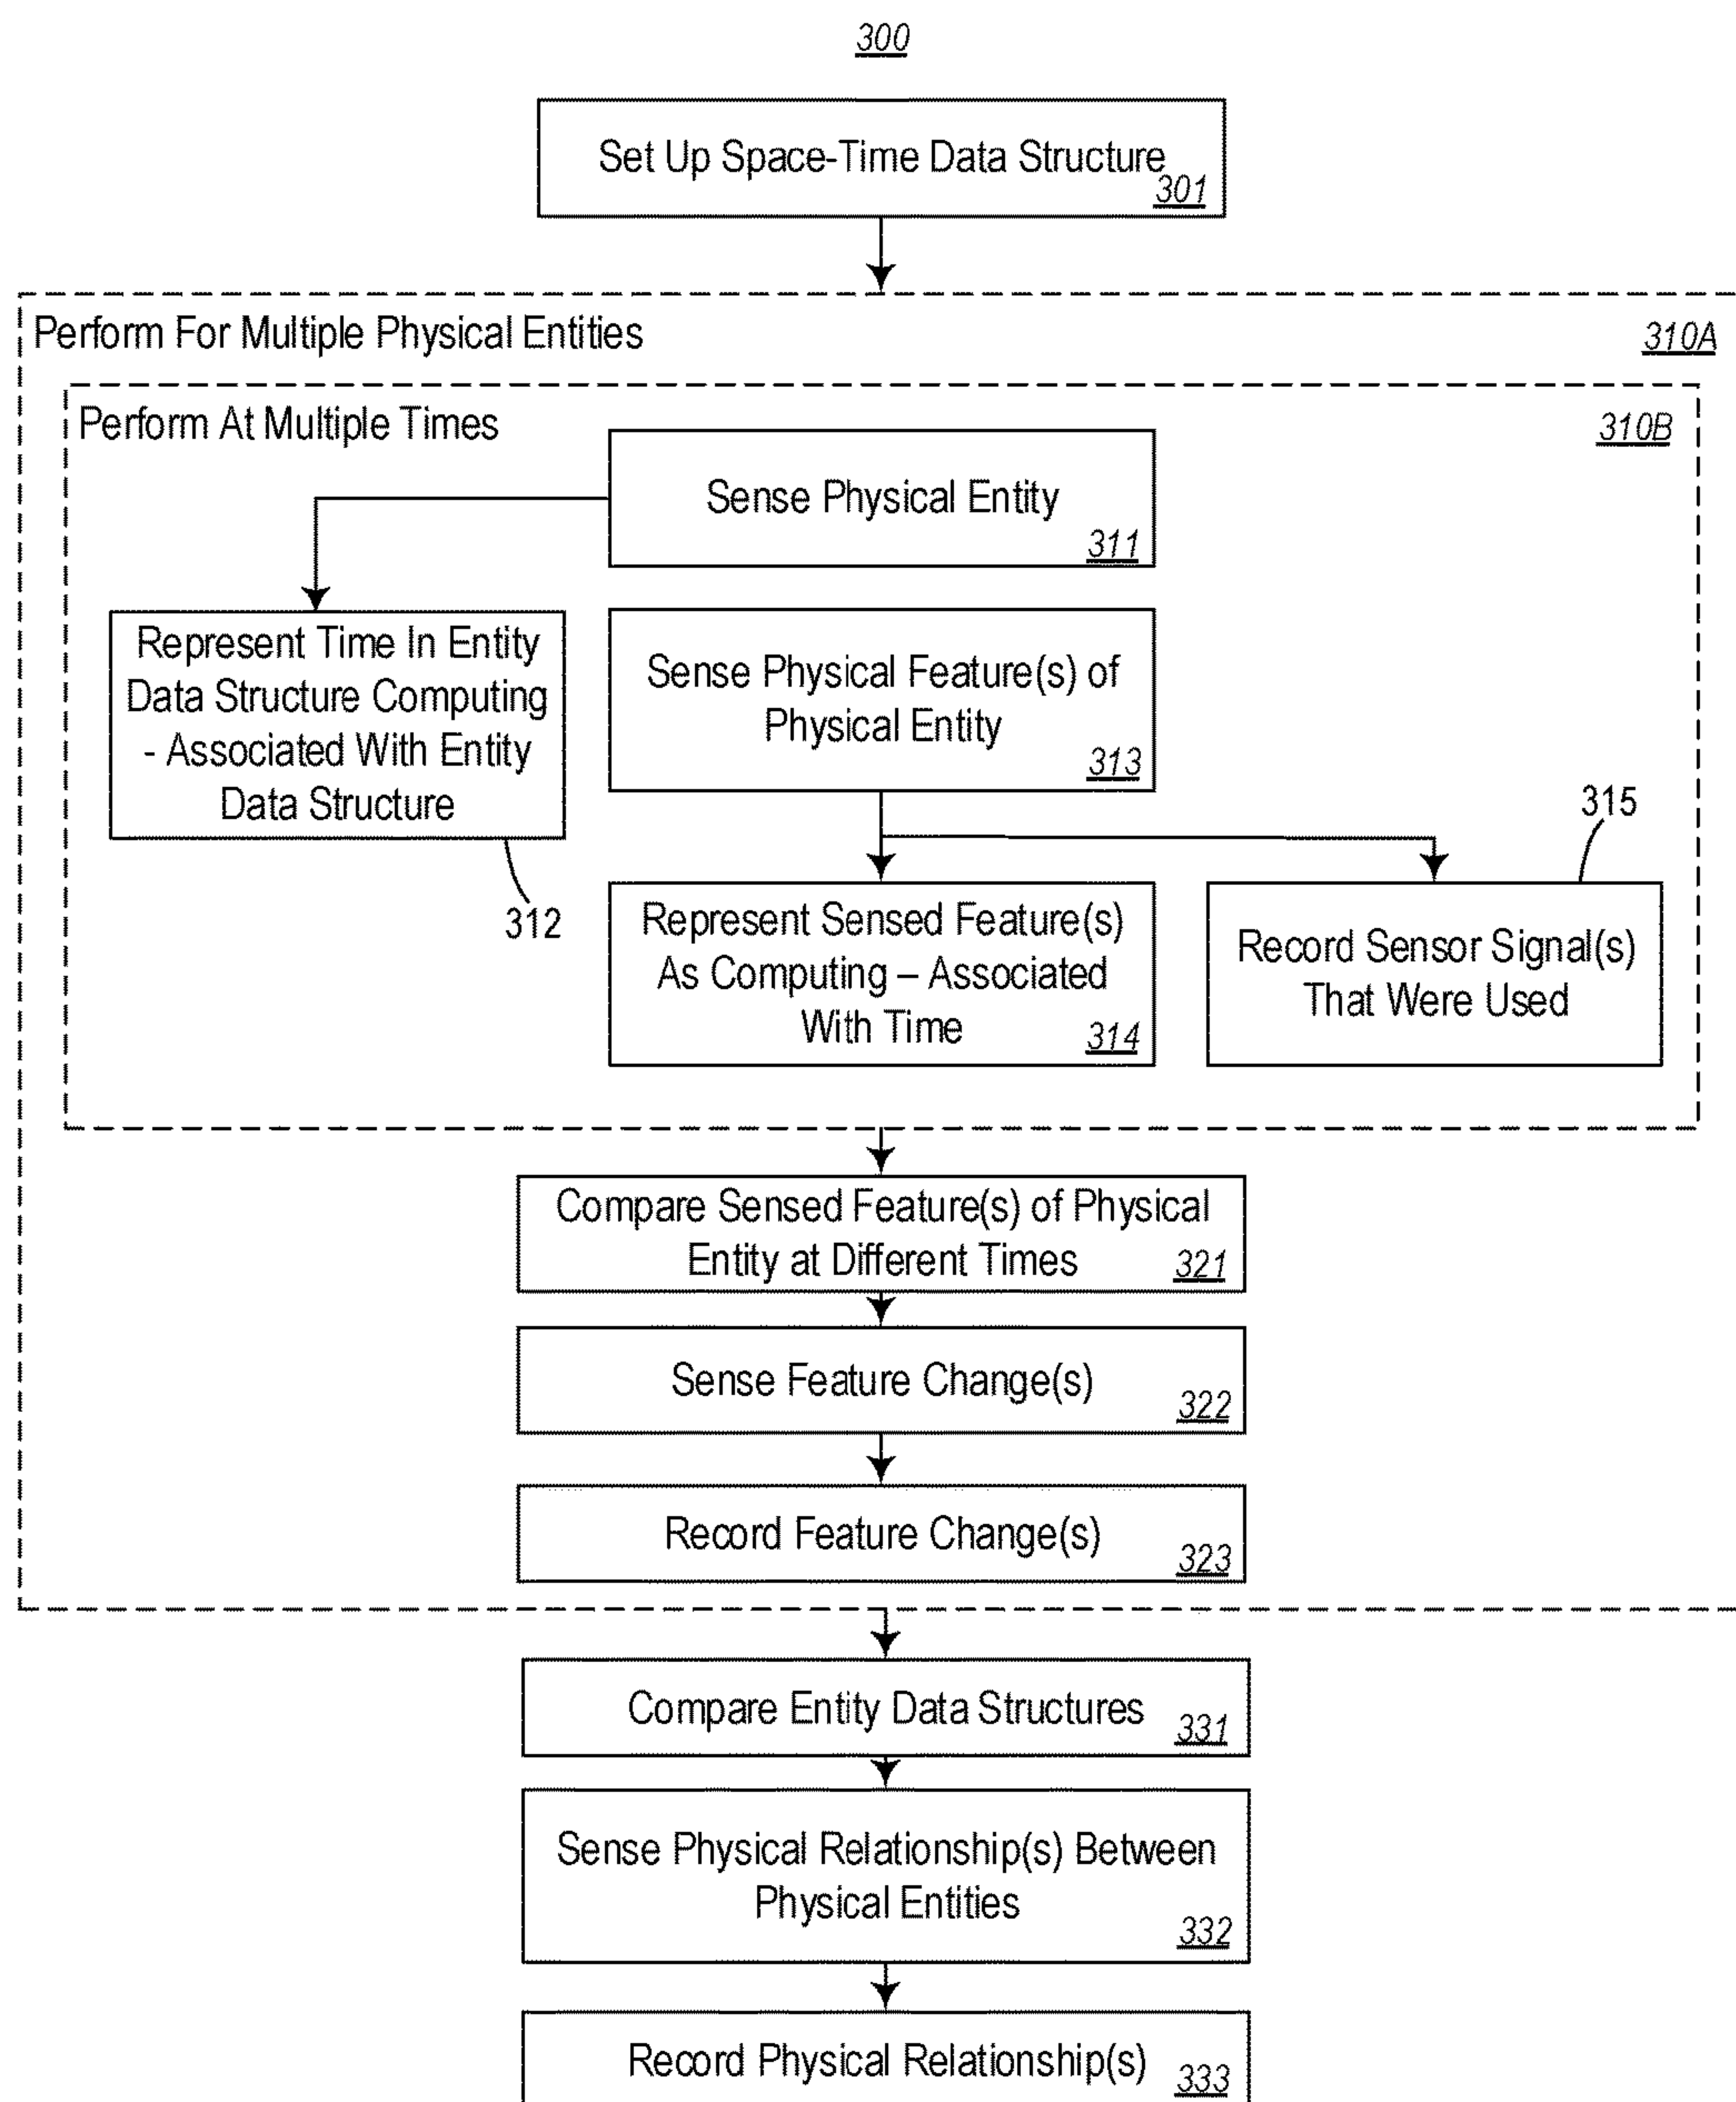 300
Set Up Space-Time Data Structure
301
Perform For Multiple Physical Entities
310A
Perform At Multiple Times
310B
Sense Physical Entity
311
Represent Time In Entity
Data Structure Computing
- Associated With Entity
Data Structure
312
Sense Physical Feature(s) of
Physical Entity
313
315
Represent Sensed Feature(s)
As Computing – Associated
With Time
314
Record Sensor Signal(s)
That Were Used
Compare Sensed Feature(s) of Physical
Entity at Different Times
321
Sense Feature Change(s)
322
Record Feature Change(s)
323
Compare Entity Data Structures
331
Sense Physical Relationship(s) Between
Physical Entities
332
Record Physical Relationship(s)
333